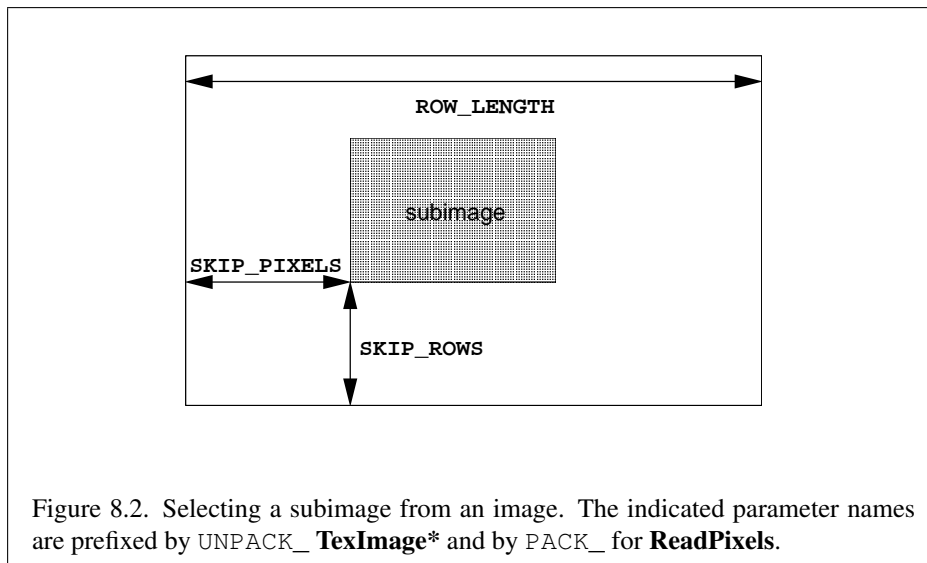 ROW_LENGTH
subimage
SKIP_PIXELS
SKIP_ROWS
Figure 8.2. Selecting a subimage from an image. The indicated parameter names
are prefixed by UNPACK_ TexImage* and by PACK_ for ReadPixels.